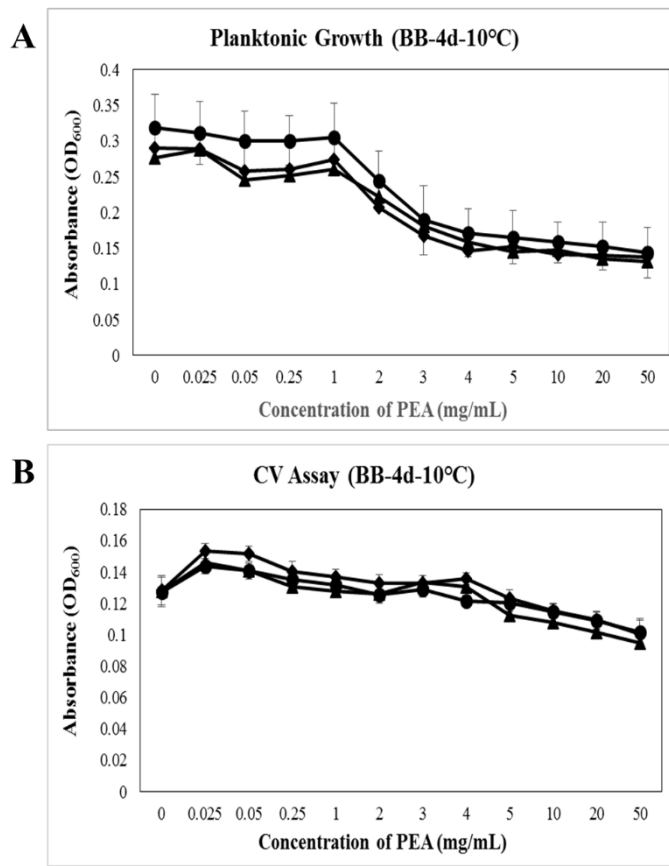 A
Planktonic Growth (BB-4d-10°C)
Absorbance (OD₆₀₀)
0.4
0.35
0.3
0.25
0.2
0.15
0.1
0.05
0
0 0.025 0.05 0.25 1 2 3 4 5 10 20 50
Concentration of PEA (mg/mL)
B
CV Assay (BB-4d-10°C)
Absorbance (OD₆₀₀)
0.18
0.16
0.14
0.12
0.1
0.08
0.06
0.04
0.02
0
0 0.025 0.05 0.25 1 2 3 4 5 10 20 50
Concentration of PEA (mg/mL)